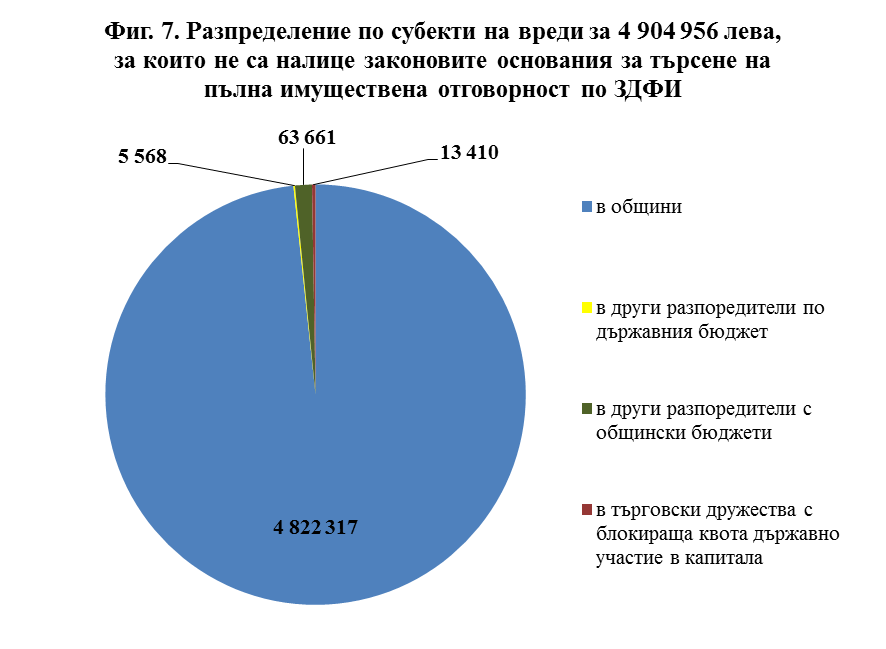 Фиг. 7. Разпределение по субекти на вреди за 4 904 956 лева,
за които не са налице законовите основания за търсене на
пълна имуществена отговорност по ЗДФИ
63 661
5 568
13 410
4 822 317
в общини
в други разпоредители по
държавния бюджет
в други разпоредители с
общински бюджети
в търговски дружества с
блокираща квота държавно
участие в капитала